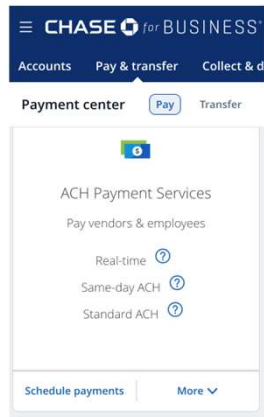 CHASE for BUSINESS®
Accounts Pay & transfer Collect & d
Payment center Pay Transfer
$
ACH Payment Services
Pay vendors & employees
Real-time ?
Same-day ACH ?
Standard ACH ?
Schedule payments More